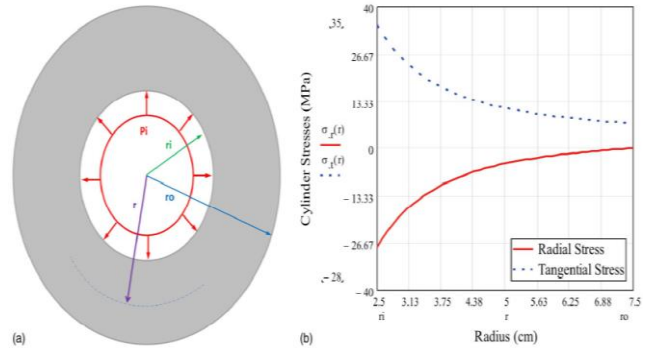 Pi
ri
r
ro
(a)
(b)
Cylinder Stresses (MPa)
35,
σ_r(r)
σ_t(r)
-28,
40
26.67
13.33
0
-13.33
-26.67
-40
Radial Stress
Tangential Stress
2.5 3.13 3.75 4.38 5 5.63 6.25 6.88 7.5
ri r ro
Radius (cm)